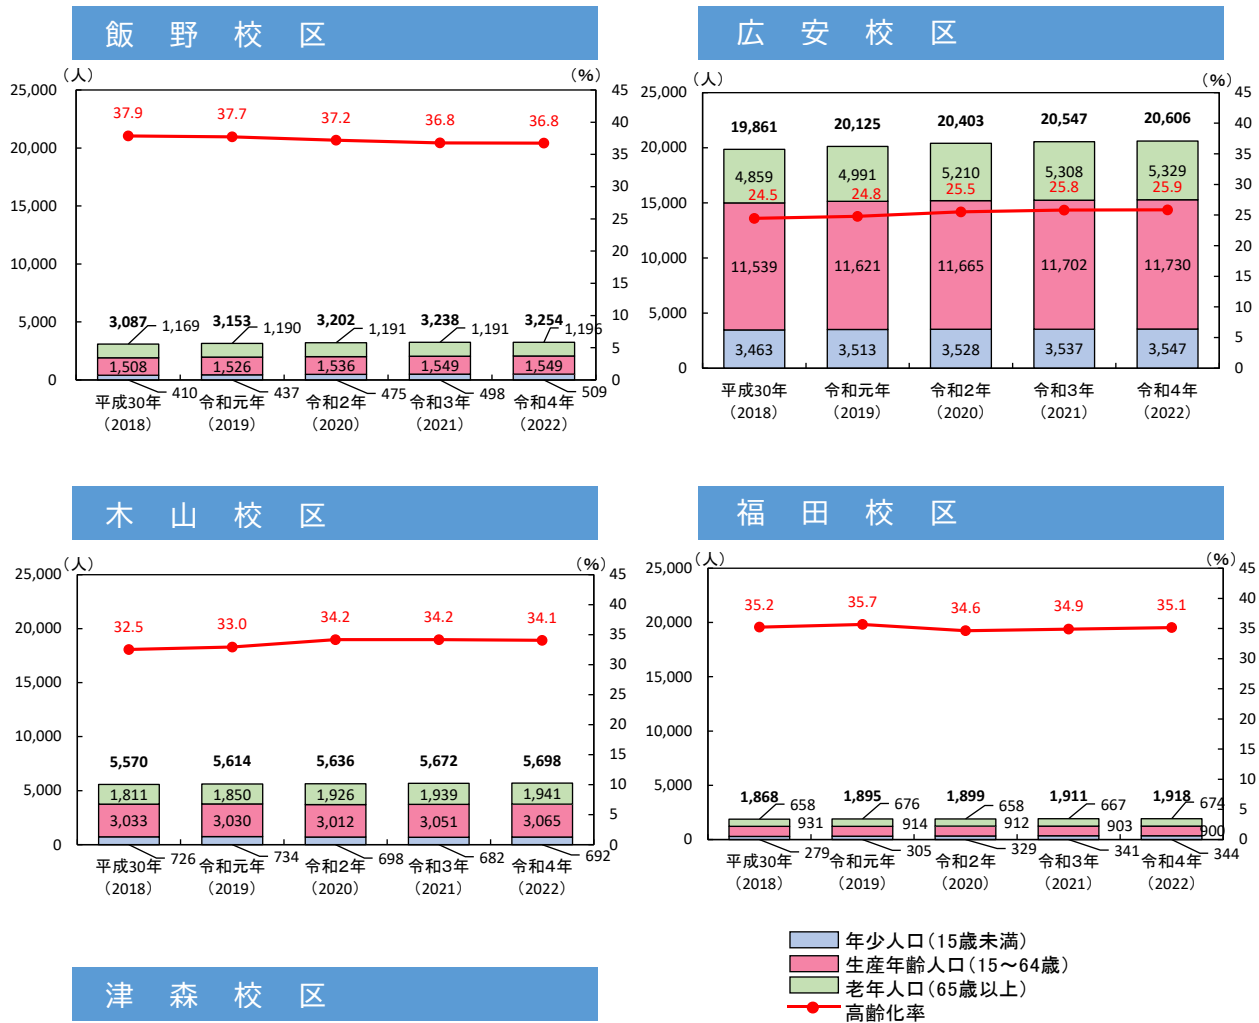 飯野校区
（人）
（%）
25,000
20,000
15,000
10,000
5,000
0
45
40
35
30
25
20
15
10
5
0
37.9 37.7 37.2 36.8 36.8
3,087 3,153 3,202 3,238 3,254
1,169 1,190 1,191 1,191 1,196
1,508 1,526 1,536 1,549 1,549
410 437 475 498 509
平成30年 令和元年 令和2年 令和3年 令和4年
（2018） （2019） （2020） （2021） （2022）
広安校区
（人）
（%）
25,000
20,000
15,000
10,000
5,000
0
45
40
35
30
25
20
15
10
5
0
19,861 20,125 20,403 20,547 20,606
4,859 4,991 5,210 5,308 5,329
24.5 24.8 25.5 25.8 25.9
11,539 11,621 11,665 11,702 11,730
3,463 3,513 3,528 3,537 3,547
平成30年 令和元年 令和2年 令和3年 令和4年
（2018） （2019） （2020） （2021） （2022）
木山校区
（人）
（%）
25,000
20,000
15,000
10,000
5,000
0
45
40
35
30
25
20
15
10
5
0
32.5 33.0 34.2 34.2 34.1
5,570 5,614 5,636 5,672 5,698
1,811 1,850 1,926 1,939 1,941
3,033 3,030 3,012 3,051 3,065
726 734 698 682 692
平成30年 令和元年 令和2年 令和3年 令和4年
（2018） （2019） （2020） （2021） （2022）
福田校区
（人）
（%）
25,000
20,000
15,000
10,000
5,000
0
45
40
35
30
25
20
15
10
5
0
35.2 35.7 34.6 34.9 35.1
1,868 1,895 1,899 1,911 1,918
658 676 658 667 674
931 914 912 903 900
279 305 329 341 344
平成30年 令和元年 令和2年 令和3年 令和4年
（2018） （2019） （2020） （2021） （2022）
年少人口（15歳未満）
生産年齢人口（15～64歳）
老年人口（65歳以上）
高齢化率
津森校区